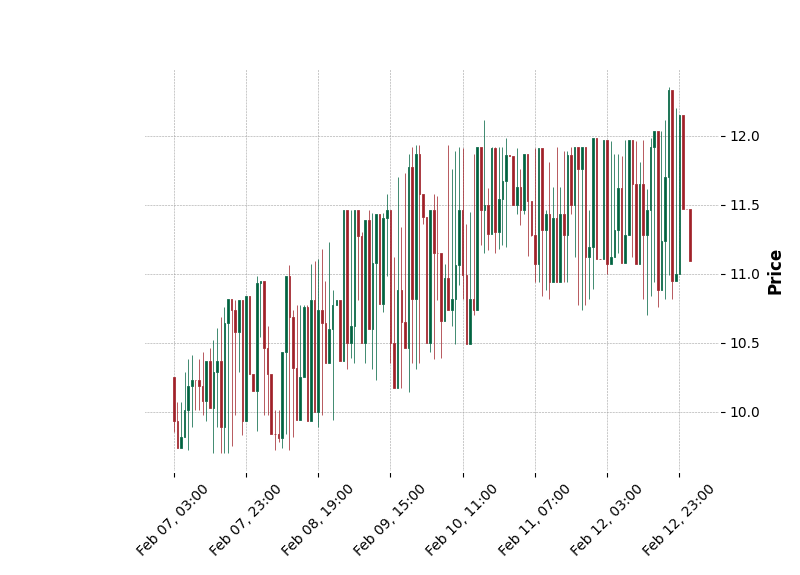 12.0
11.5
11.0
10.5
10.0
Price
Feb 07, 03:00
Feb 07, 23:00
Feb 08, 19:00
Feb 09, 15:00
Feb 10, 11:00
Feb 11, 07:00
Feb 12, 03:00
Feb 12, 23:00